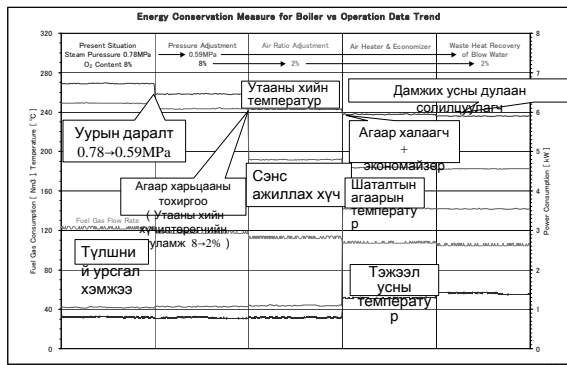 Energy Conservation Measure for Boiler vs Operation Data Trend
Present Situation
Steam Puressure 0.78MPa
O₂ Content 8%
Pressure Adjustment
0.59MPa
8%
Air Ratio Adjustment
2%
Air Heater & Economizer
Waste Heat Recovery
of Blow Water
2%
Fuel Gas Consumption [ Nm3] Temperature [ °C]
Power Consumption [ kW]
320
280
240
200
160
120
80
40
0
8
7
6
5
4
3
2
1
0
Утааны хийн
температур
Дамжих усны дулаан
солилцуулагч
Уурын даралт
0.78→0.59MPa
Агаар халаагч
+
экономайзер
Агаар харьцааны
тохиргоо
( Утааны хийн
хүчилтөрөгчийн
уламж 8→2% )
Сэнс
ажиллах хүч
Шаталтын
агаарын
температу
р
Fuel Gas Flow Rate
Түлшни
й урсгал
хэмжээ
Тэжээл
усны
температу
р